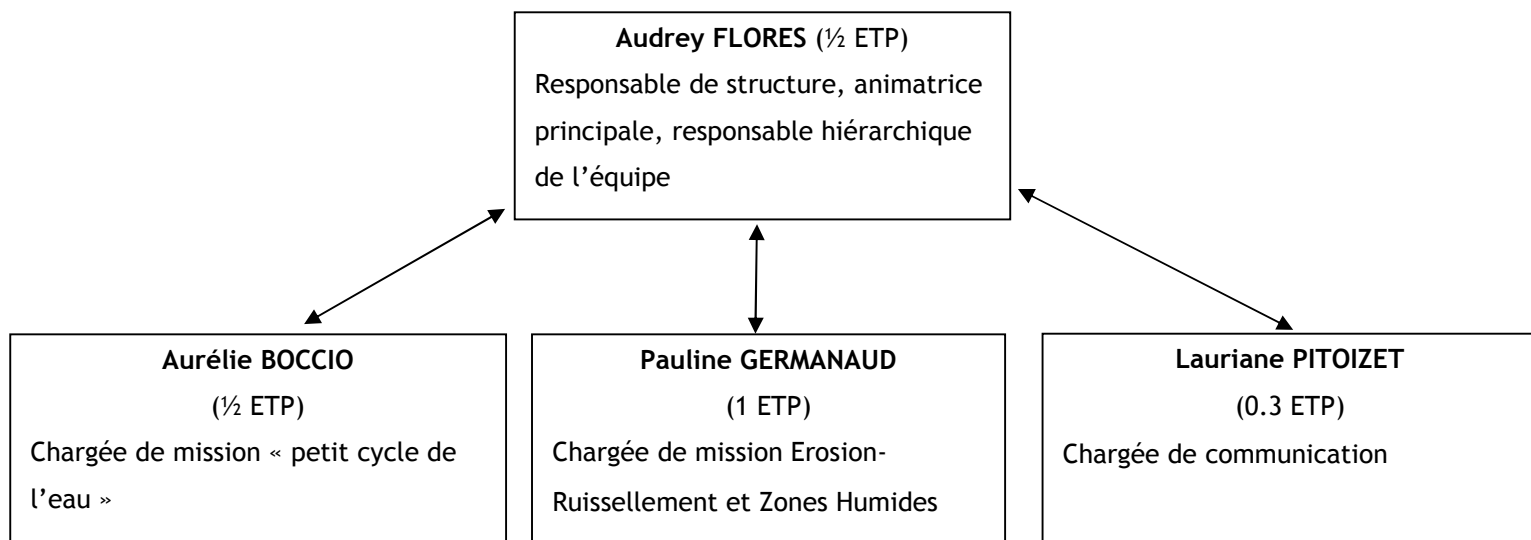 Audrey FLORES (½ ETP)
Responsable de structure, animatrice
principale, responsable hiérarchique
de l’équipe
Aurélie BOCCIO
(½ ETP)
Chargée de mission « petit cycle de
l’eau »
Pauline GERMANAUD
(1 ETP)
Chargée de mission Erosion-
Ruissellement et Zones Humides
Lauriane PITOIZET
(0.3 ETP)
Chargée de communication